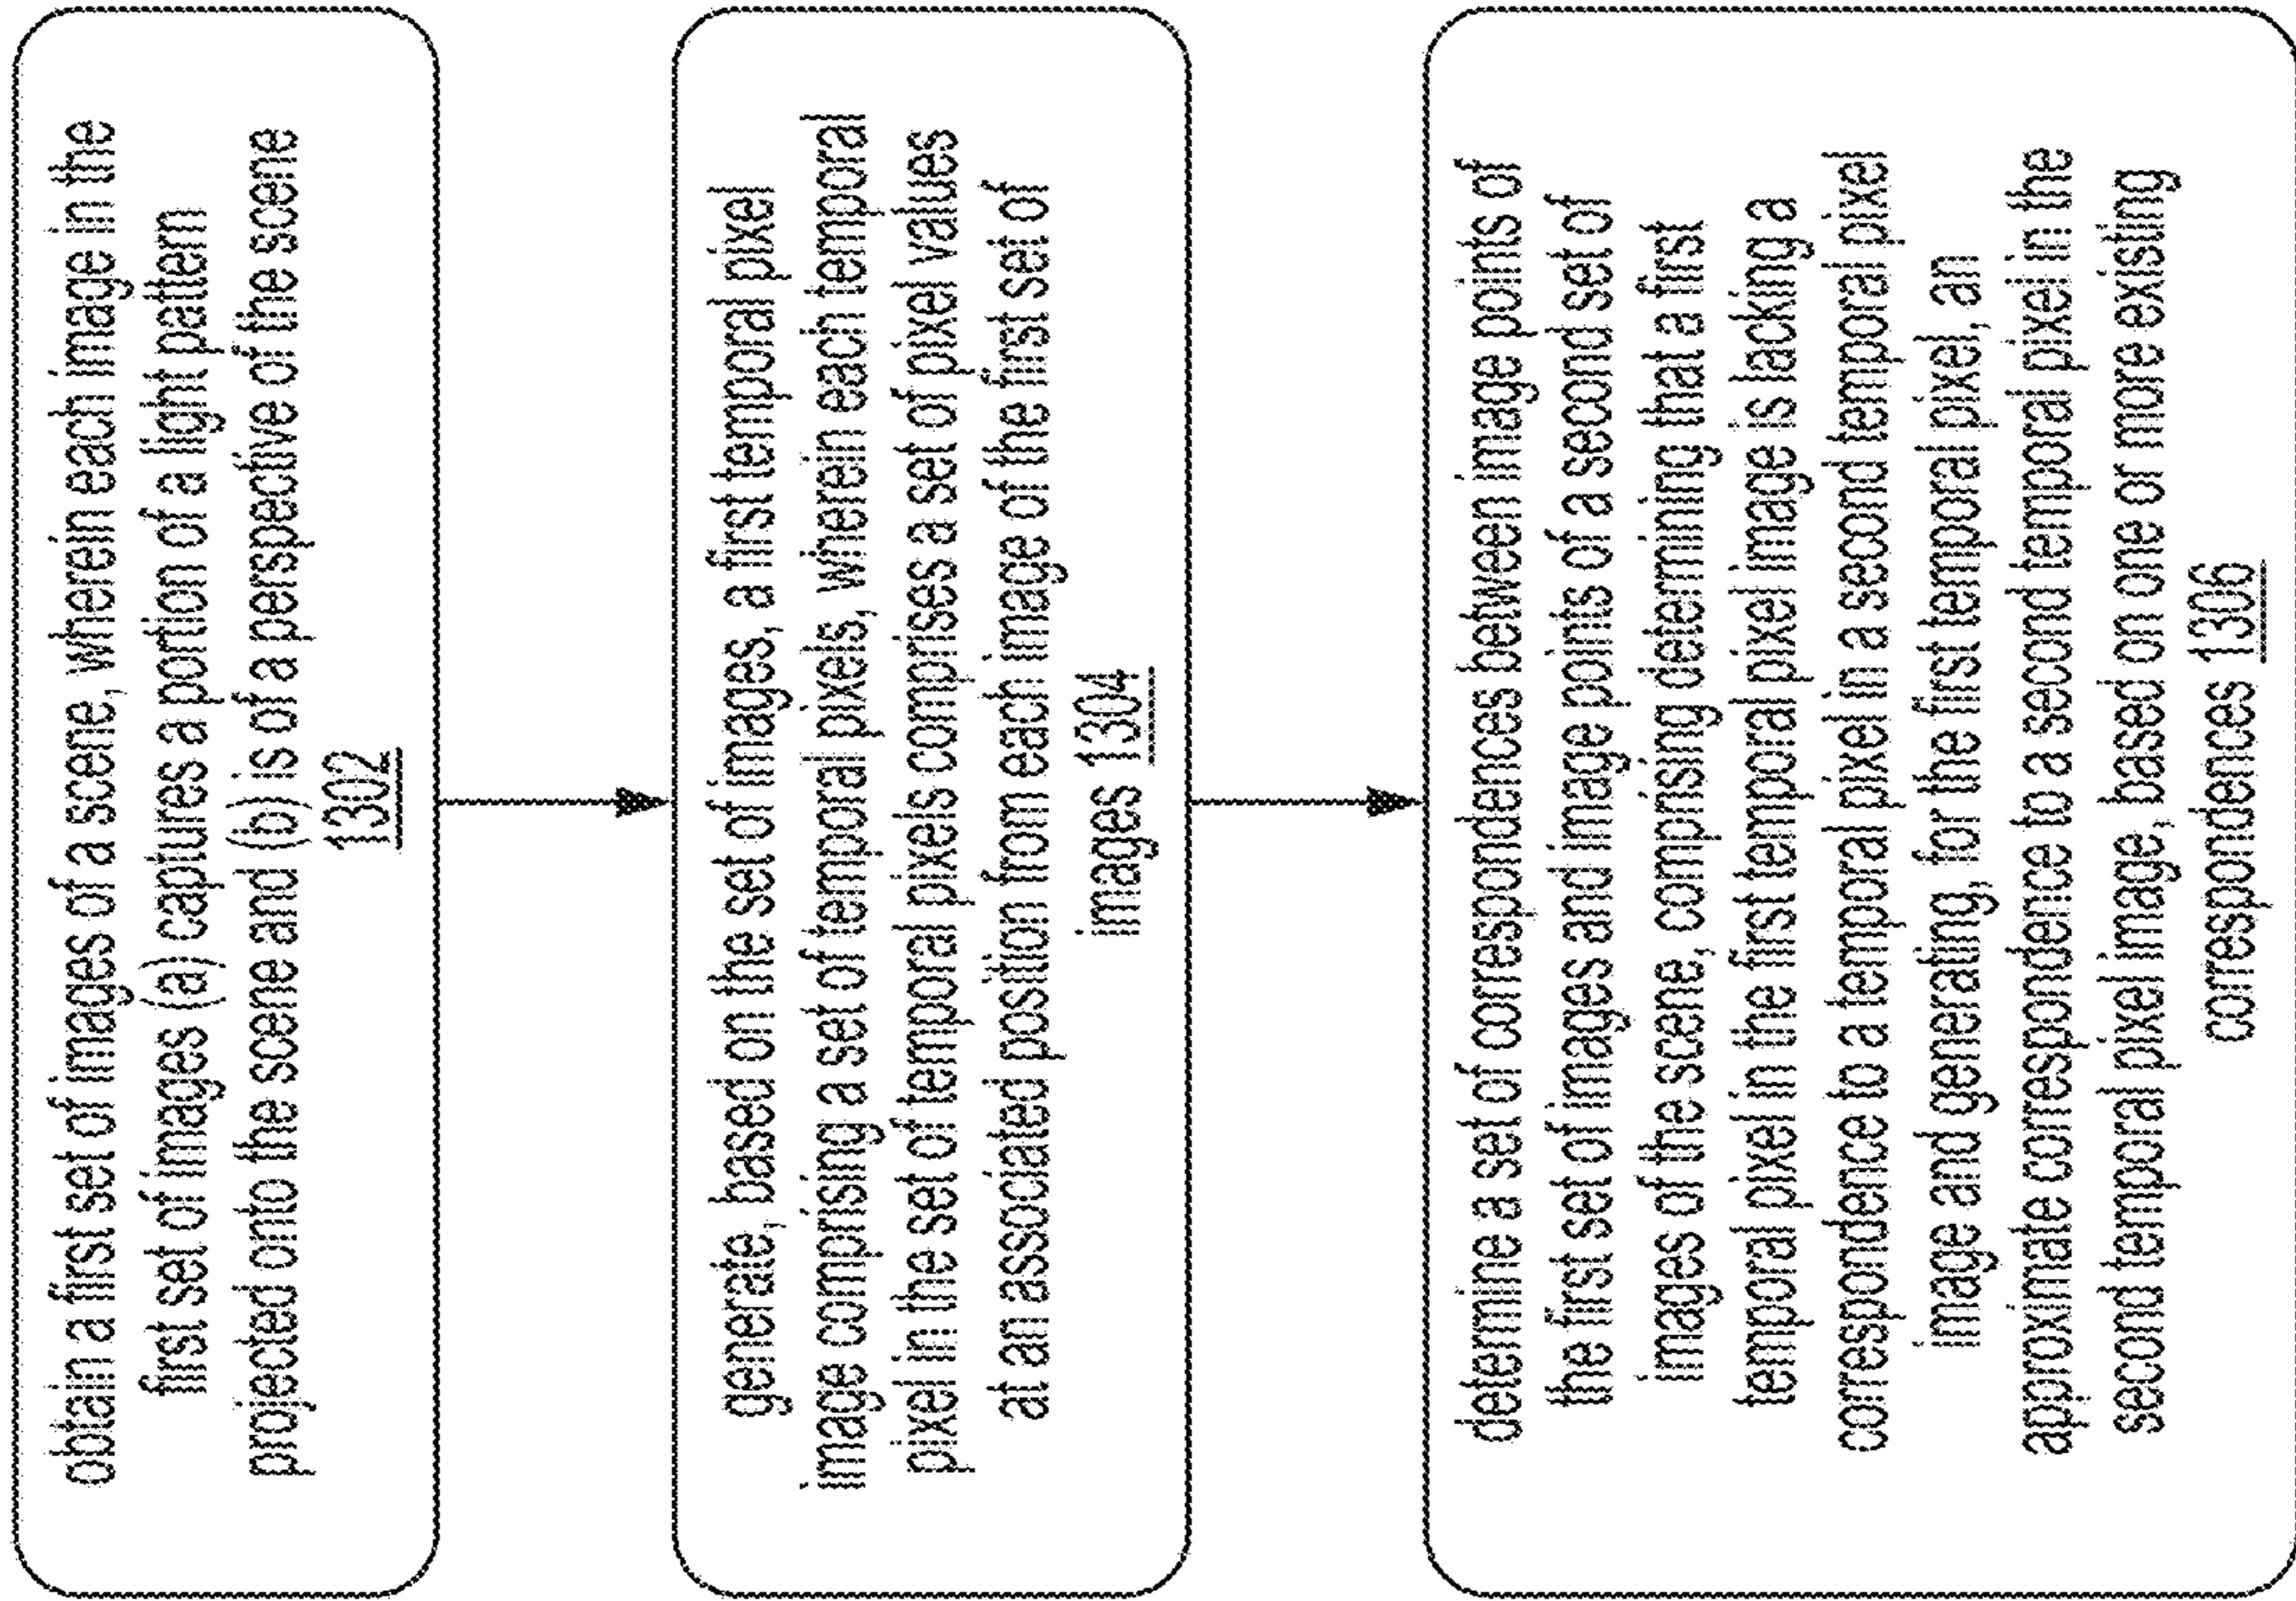 obtain a first set of images of a scene, wherein each image in the
first set of images (a) captures a portion of a light pattern
projected onto the scene and (b) is of a perspective of the scene
1302
generate, based on the set of images, a first temporal pixel
image comprising a set of temporal pixels, wherein each temporal
pixel in the set of temporal pixels comprises a set of pixel values
at an associated position from each image of the first set of
images 1304
determine a set of correspondences between image points of
the first set of images and image points of a second set of
images of the scene, comprising determining that a first
temporal pixel in the first temporal pixel image is lacking a
correspondence to a temporal pixel in a second temporal pixel
image and generating, for the first temporal pixel, an
approximate correspondence to a second temporal pixel in the
second temporal pixel image, based on one or more existing
correspondences 1306